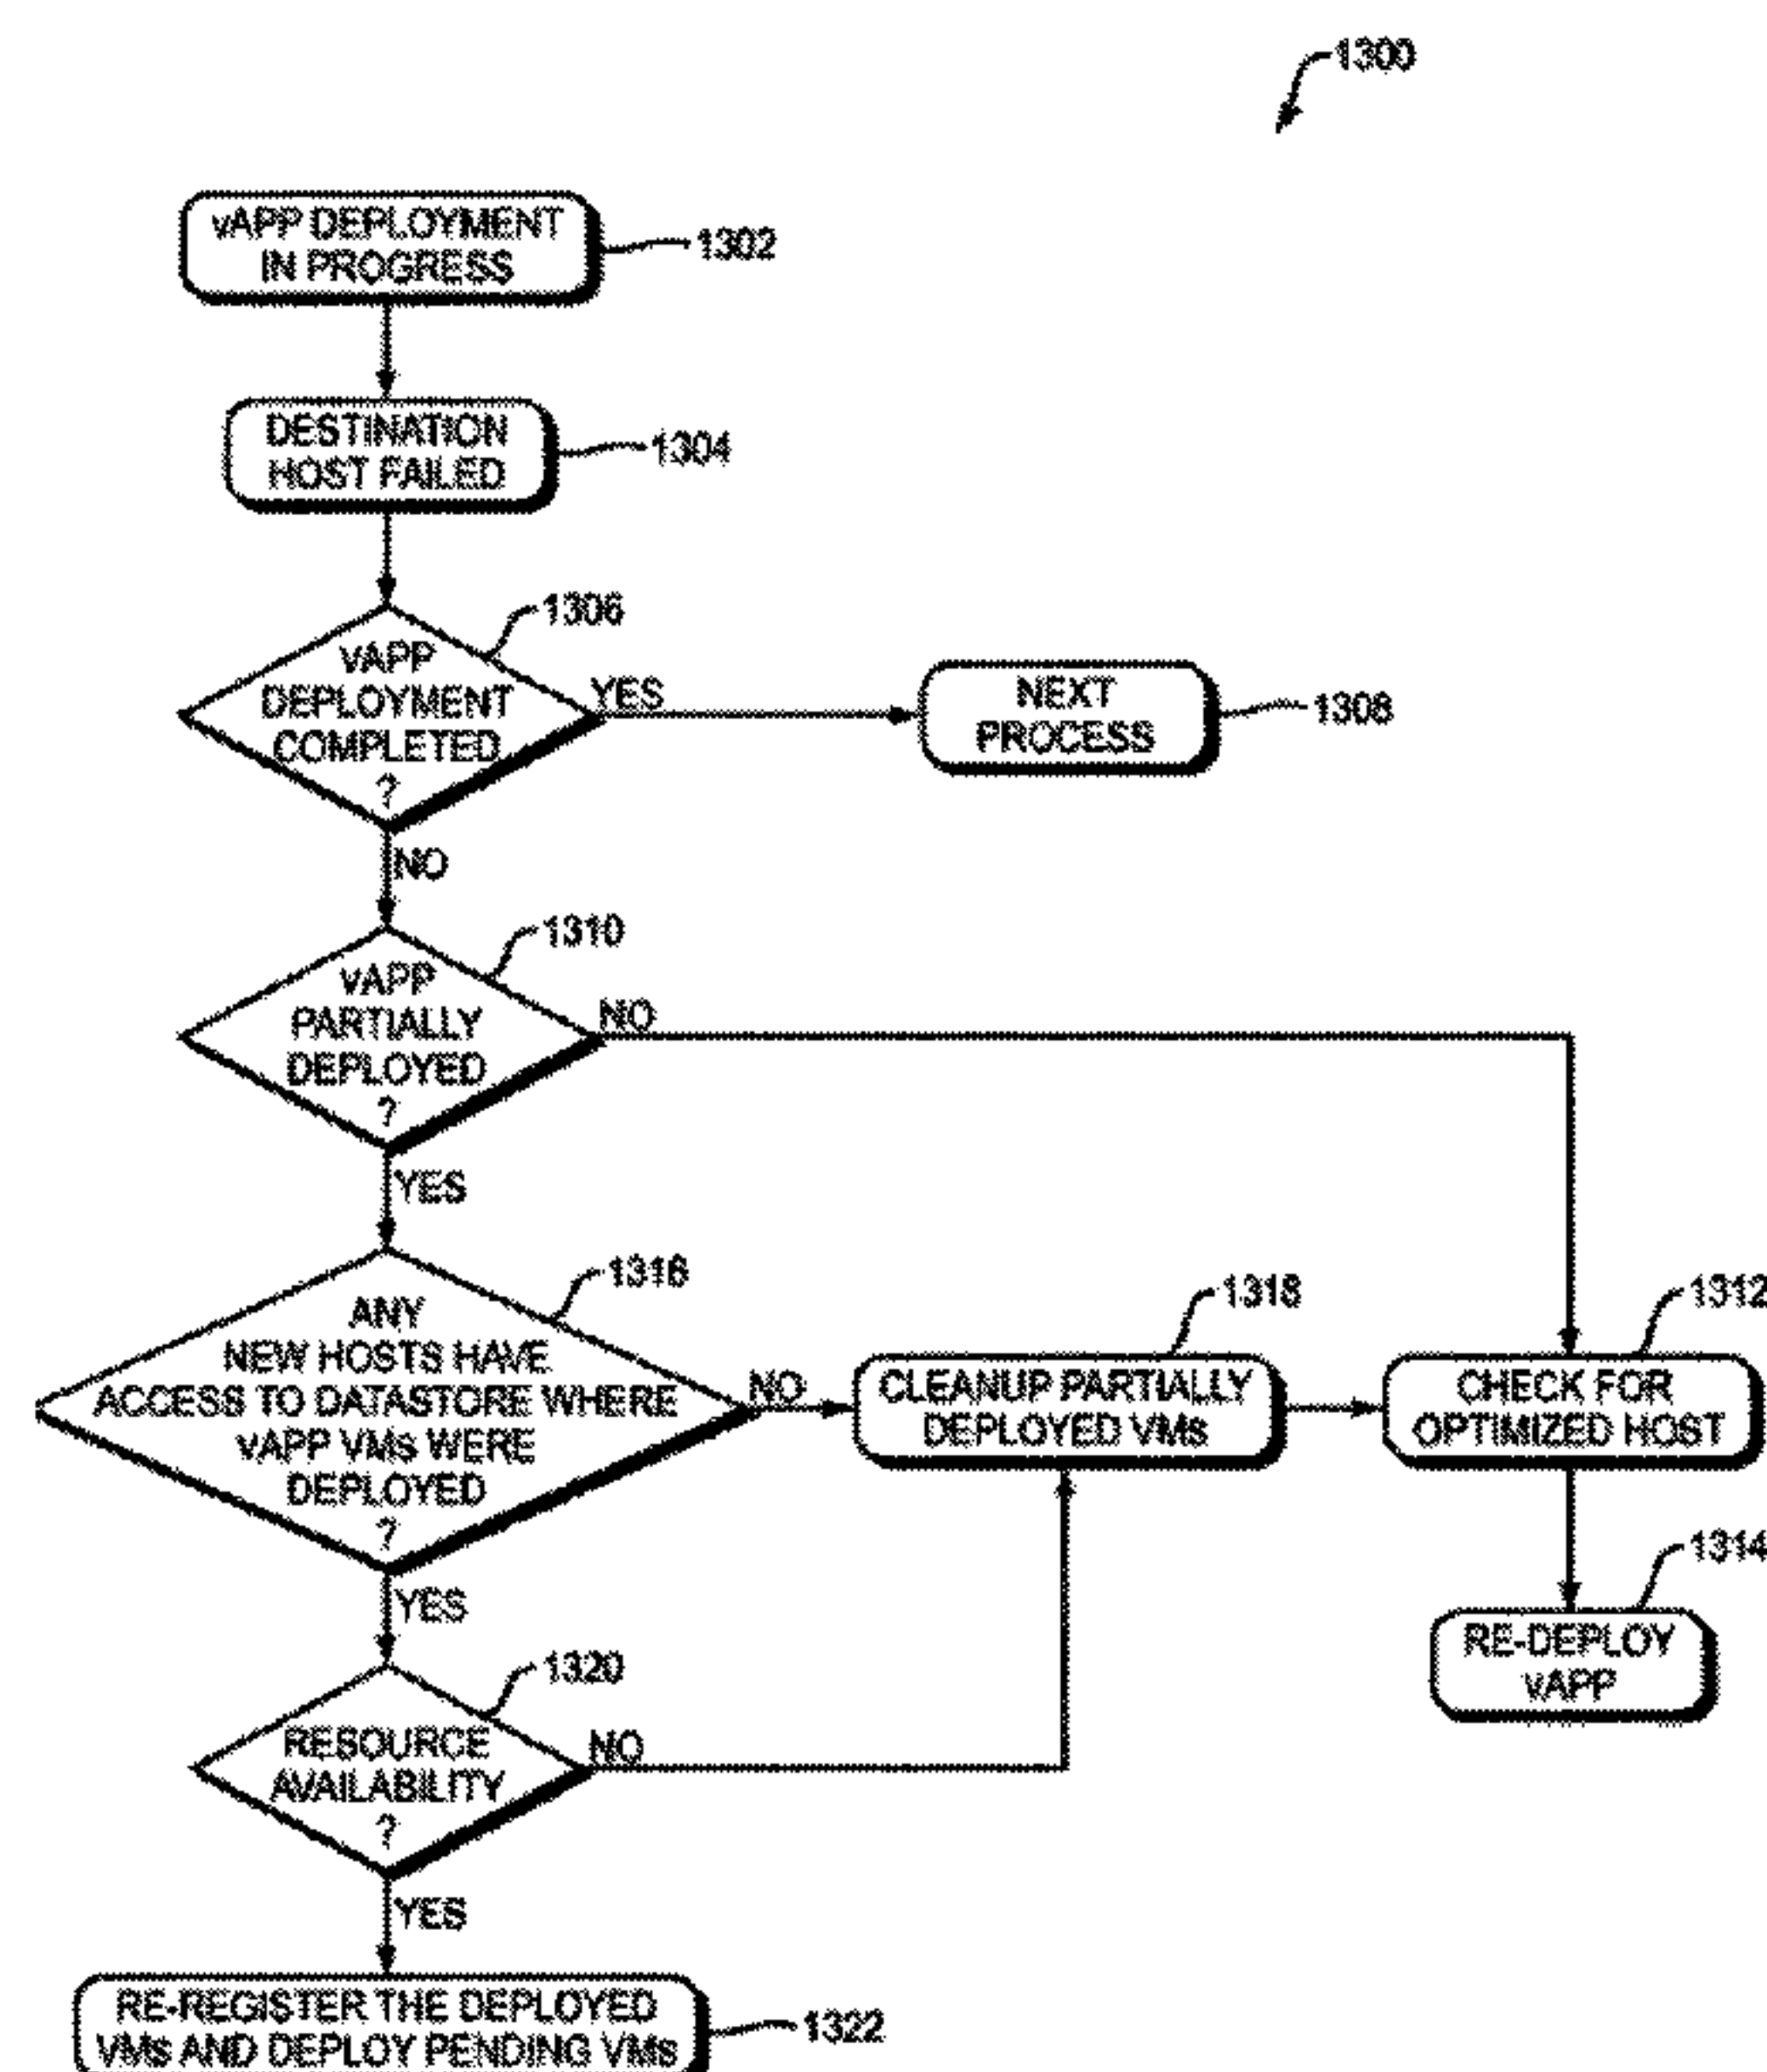 1300
vAPP DEPLOYMENT
IN PROGRESS
1302
DESTINATION
HOST FAILED
1304
1306
vAPP
DEPLOYMENT
COMPLETED
?
YES
NEXT
PROCESS
1308
NO
1310
vAPP
PARTIALLY
DEPLOYED
?
NO
YES
1316
ANY
NEW HOSTS HAVE
ACCESS TO DATASTORE WHERE
vAPP VMs WERE
DEPLOYED
?
NO
1318
CLEANUP PARTIALLY
DEPLOYED VMs
1312
CHECK FOR
OPTIMIZED HOST
1314
RE-DEPLOY
vAPP
YES
1320
RESOURCE
AVAILABILITY
?
NO
YES
RE-REGISTER THE DEPLOYED
VMs AND DEPLOY PENDING VMs
1322